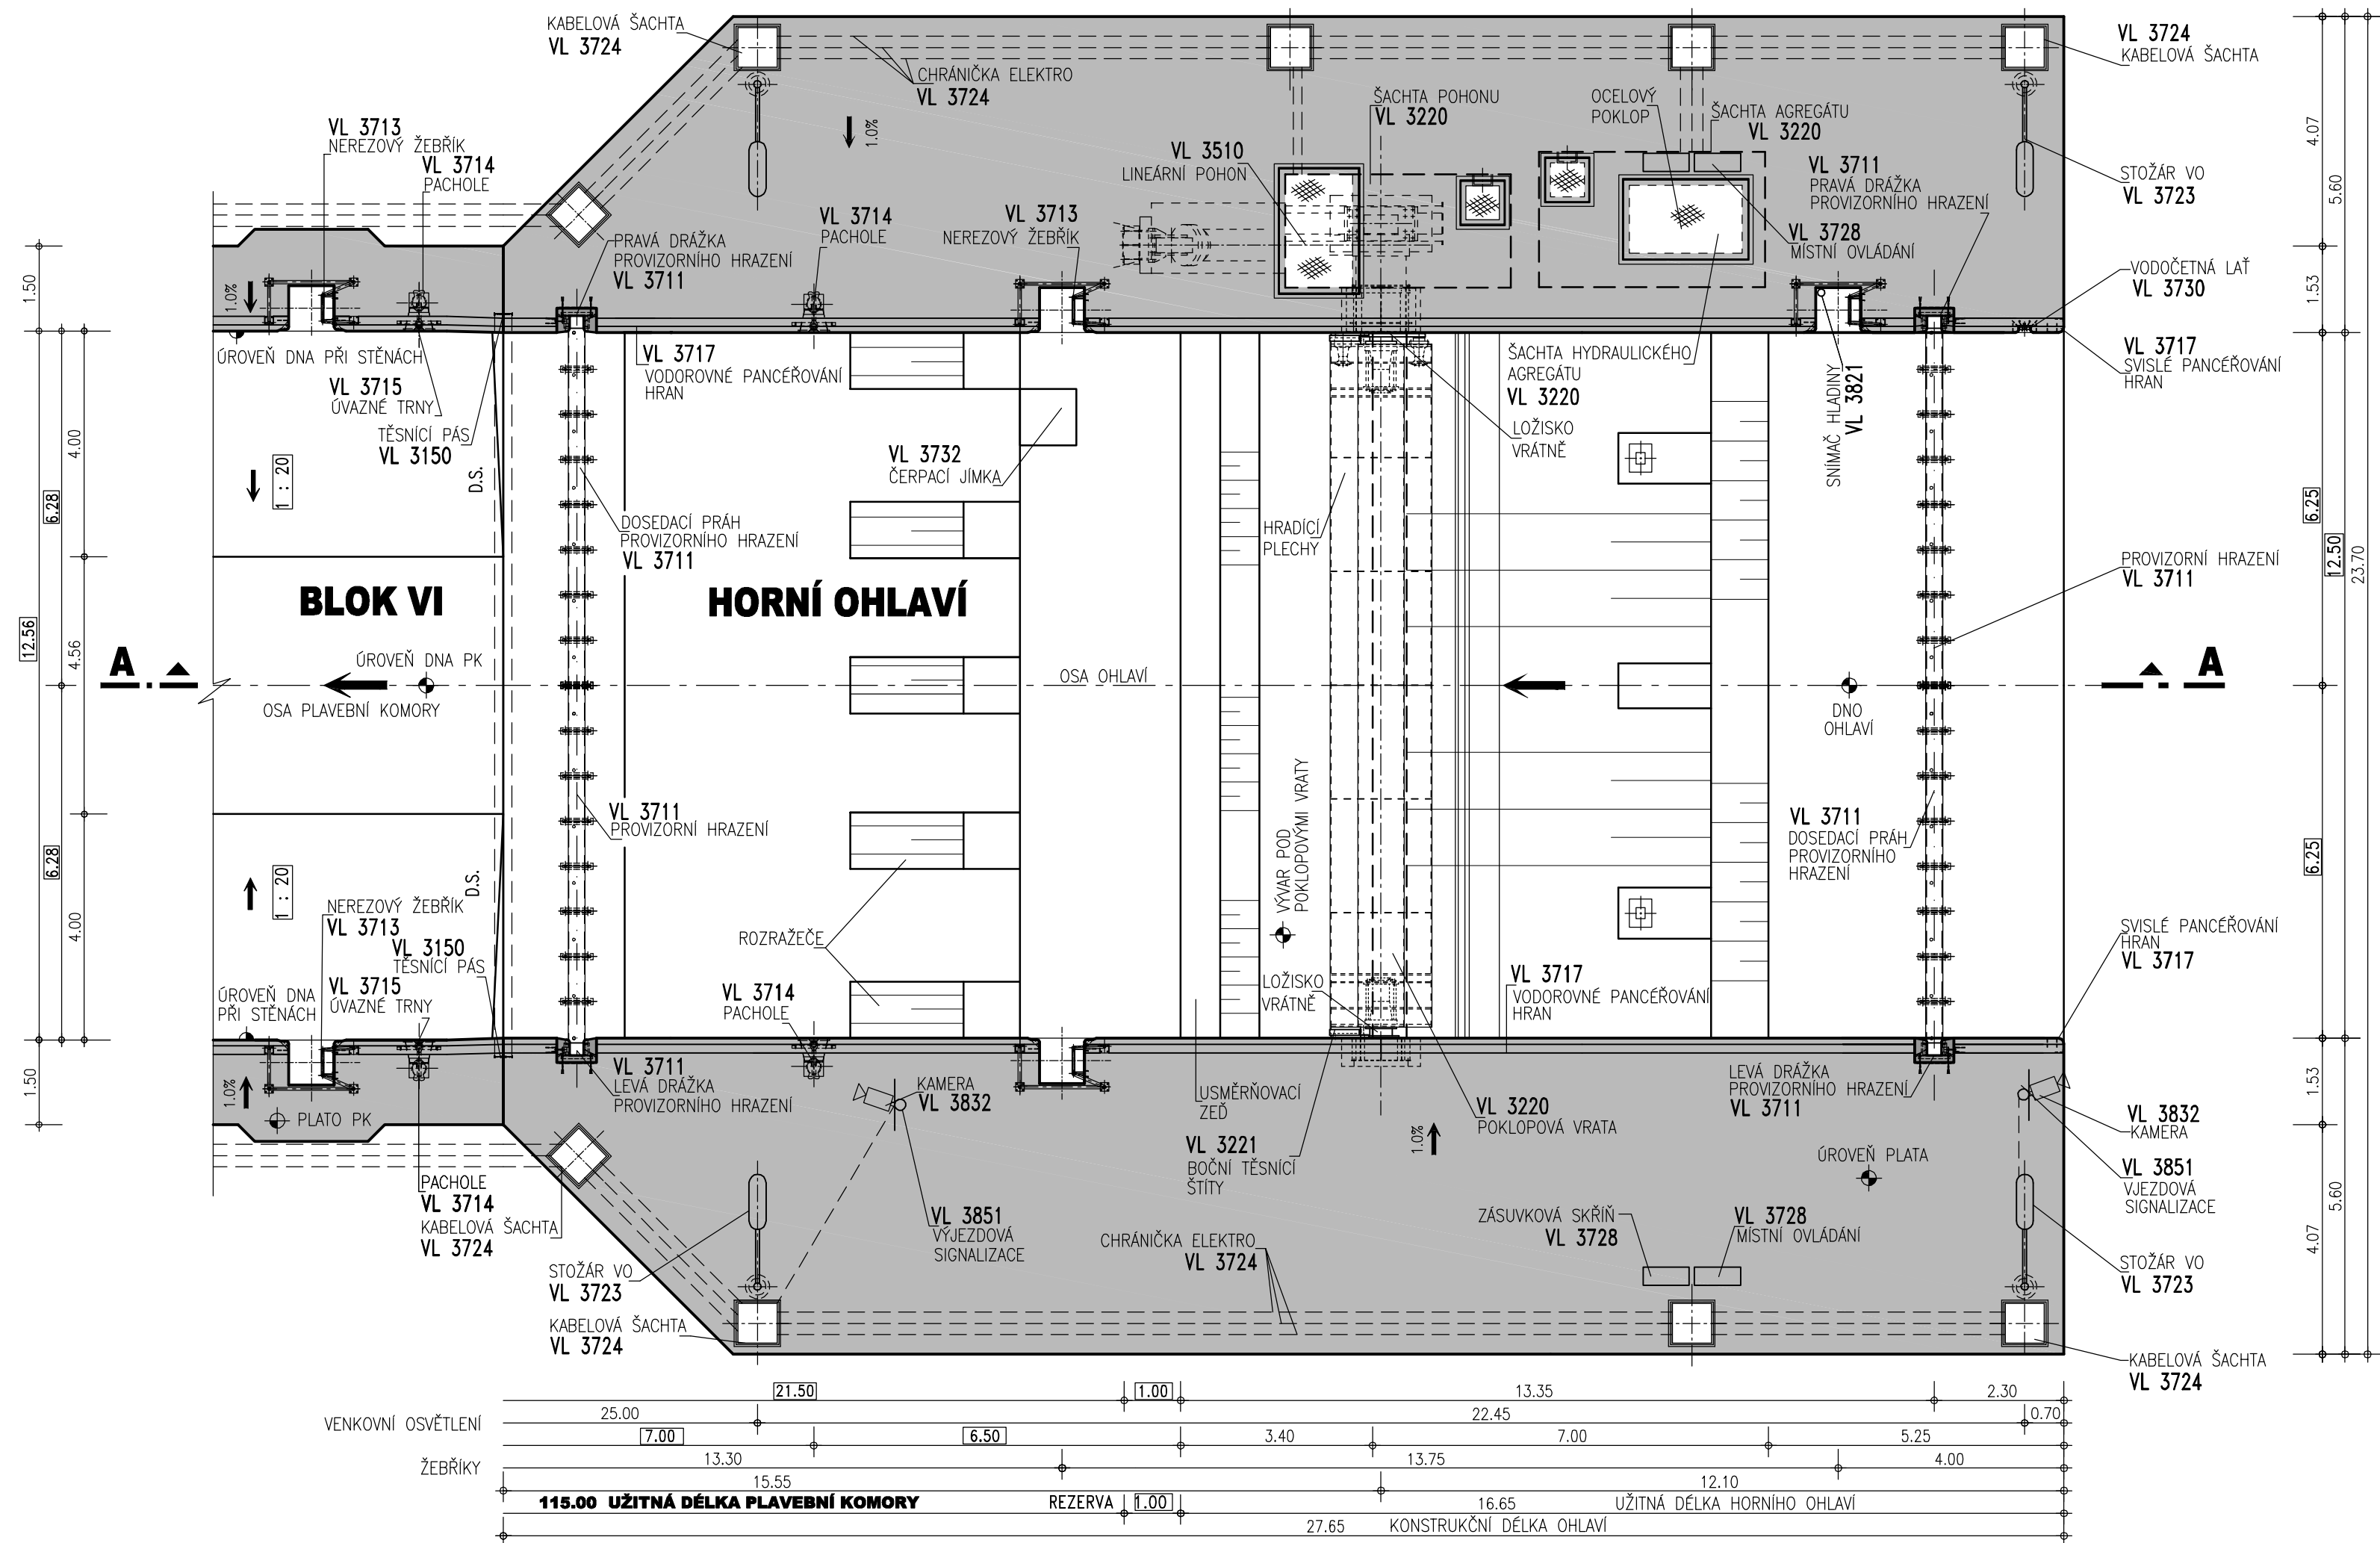 KABELOVÁ ŠACHTA
VL 3724
CHRÁNIČKA ELEKTRO
VL 3724
1.0%
ŠACHTA POHONU
VL 3220
OCELOVÝ
POKLOP
ŠACHTA AGREGÁTU
VL 3220
VL 3724
KABELOVÁ ŠACHTA
VL 3713
NEREZOVÝ ŽEBŘÍK
VL 3714
PACHOLE
VL 3510
LINEÁRNÍ POHON
VL 3711
PRAVÁ DRÁŽKA
PROVIZORNÍHO HRAZENÍ
STOŽÁR VO
VL 3723
PRAVÁ DRÁŽKA
PROVIZORNÍHO HRAZENÍ
VL 3711
VL 3714
PACHOLE
VL 3713
NEREZOVÝ ŽEBŘÍK
VL 3728
MÍSTNÍ OVLÁDÁNÍ
VODOČETNÁ LAŤ
VL 3730
1.0%
ÚROVEŇ DNA PŘI STĚNÁCH
VL 3715
ÚVAZNÉ TRNY
TĚSNÍCÍ PÁS
VL 3150
VL 3717
VODOROVNÉ PANCÉŘOVÁNÍ
HRAN
ŠACHTA HYDRAULICKÉHO
AGREGÁTU
VL 3220
LOŽISKO
VRÁTNĚ
SNÍMAČ HLADINY
VL 3821
VL 3717
SVISLÉ PANCÉŘOVÁNÍ
HRAN
D.S.
1 : 20
VL 3732
ČERPACÍ JÍMKA
DOSEDACÍ PRÁH
PROVIZORNÍHO HRAZENÍ
VL 3711
HRADÍCÍ
PLECHY
PROVIZORNÍ HRAZENÍ
VL 3711
BLOK VI
HORNÍ OHLAVÍ
A
ÚROVEŇ DNA PK
OSA PLAVEBNÍ KOMORY
OSA OHLAVÍ
DNO
OHLAVÍ
A
VL 3711
PROVIZORNÍ HRAZENÍ
VÝVAR POD
POKLOPOVÝMI VRATY
VL 3711
DOSEDACÍ PRÁH
PROVIZORNÍHO
HRAZENÍ
1 : 20
D.S.
NEREZOVÝ ŽEBŘÍK
VL 3713
VL 3150
TĚSNÍCÍ PÁS
ROZRAŽEČE
ÚROVEŇ DNA
PŘI STĚNÁCH
VL 3715
ÚVAZNÉ TRNY
VL 3714
PACHOLE
LOŽISKO
VRÁTNĚ
VL 3717
VODOROVNÉ PANCÉŘOVÁNÍ
HRAN
SVISLÉ PANCÉŘOVÁNÍ
HRAN
VL 3717
1.0%
PLATO PK
VL 3711
LEVÁ DRÁŽKA
PROVIZORNÍHO HRAZENÍ
KAMERA
VL 3832
USMĚRŇOVACÍ
ZEĎ
VL 3220
POKLOPOVÁ VRATA
LEVÁ DRÁŽKA
PROVIZORNÍHO HRAZENÍ
VL 3711
VL 3832
KAMERA
VL 3221
BOČNÍ TĚSNÍCÍ
ŠTÍTY
1.0%
ÚROVEŇ PLATA
VL 3851
VJEZDOVÁ
SIGNALIZACE
PACHOLE
VL 3714
KABELOVÁ ŠACHTA
VL 3724
VL 3851
VÝJEZDOVÁ
SIGNALIZACE
ZÁSUVKOVÁ SKŘÍŇ
VL 3728
VL 3728
MÍSTNÍ OVLÁDÁNÍ
CHRÁNIČKA ELEKTRO
VL 3724
STOŽÁR VO
VL 3723
STOŽÁR VO
VL 3723
KABELOVÁ ŠACHTA
VL 3724
KABELOVÁ ŠACHTA
VL 3724
1.50
6.28
4.00
12.56
4.56
6.28
4.00
1.50
4.07
5.60
1.53
6.25
12.50
23.70
6.25
1.53
5.60
4.07
21.50 1.00 13.35 2.30
VENKOVNÍ OSVĚTLENÍ 25.00 22.45 0.70
7.00 6.50 3.40 7.00 5.25
ŽEBŘÍKY 13.30 13.75 4.00
15.55 12.10
115.00 UŽITNÁ DÉLKA PLAVEBNÍ KOMORY REZERVA 1.00 16.65 UŽITNÁ DÉLKA HORNÍHO OHLAVÍ
27.65 KONSTRUKČNÍ DÉLKA OHLAVÍ